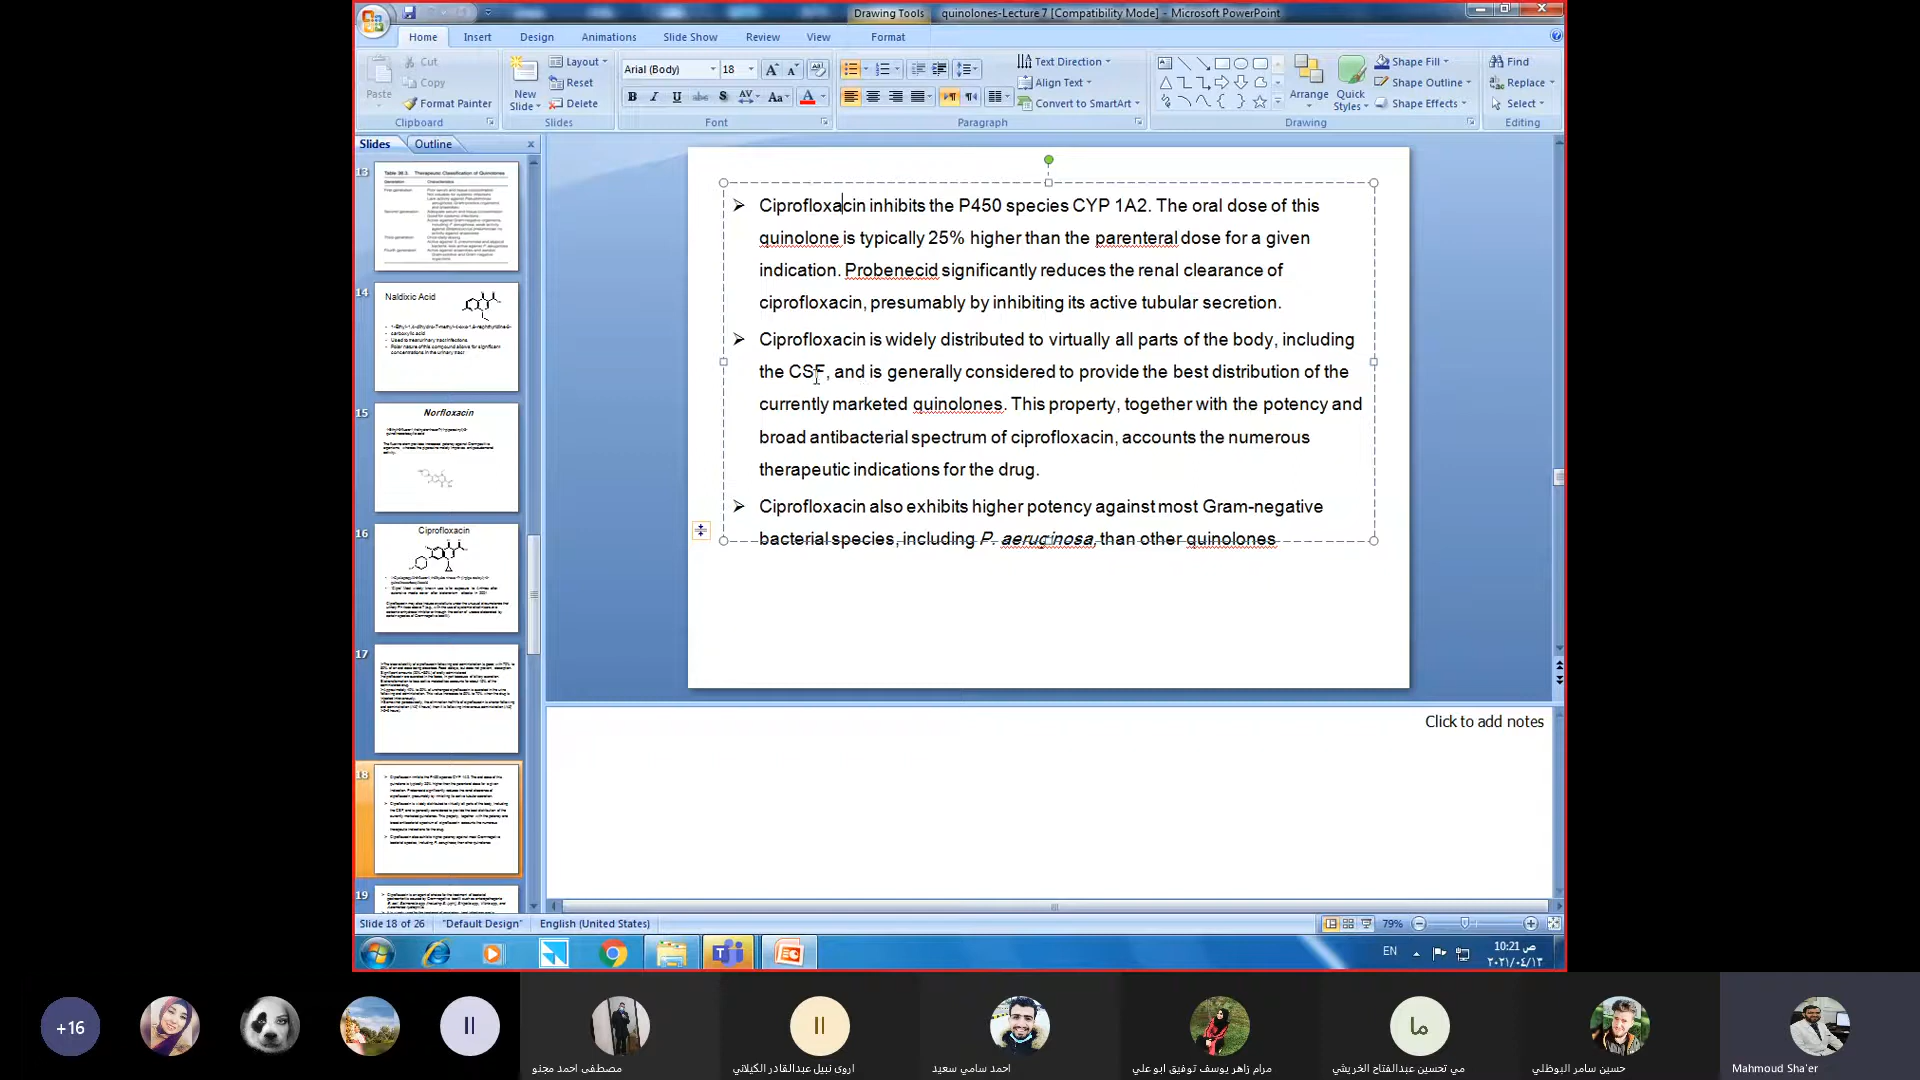 Drawing Tools
quinolones-Lecture 7 [Compatibility Mode] - Microsoft PowerPoint
Home Insert Design Animations Slide Show Review View Format
Paste
Cut
Copy
Format Painter
Clipboard
New Slide
Layout
Reset
Delete
Slides
Arial (Body) 18
Font
Text Direction
Align Text
Convert to SmartArt
Paragraph
Arrange
Quick Styles
Shape Fill
Shape Outline
Shape Effects
Drawing
Find
Replace
Select
Editing
Slides Outline
13
Table 38.3. Therapeutic Classification of Quinolones
14
Naldixic Acid
15
Norfloxacin
16
Ciprofloxacin
17
18
19
➢ Ciprofloxacin inhibits the P450 species CYP 1A2. The oral dose of this
quinolone is typically 25% higher than the parenteral dose for a given
indication. Probenecid significantly reduces the renal clearance of
ciprofloxacin, presumably by inhibiting its active tubular secretion.
➢ Ciprofloxacin is widely distributed to virtually all parts of the body, including
the CSF, and is generally considered to provide the best distribution of the
currently marketed quinolones. This property, together with the potency and
broad antibacterial spectrum of ciprofloxacin, accounts the numerous
therapeutic indications for the drug.
➢ Ciprofloxacin also exhibits higher potency against most Gram-negative
bacterial species, including P. aeruginosa, than other quinolones
Click to add notes
Slide 18 of 26 "Default Design" English (United States) 79%
EN
10:21 ص
٢٠٢١/٠٤/١٣
+16
مصطفى احمد مجنو
اروى نبيل عبدالقادر الكيلاني
احمد سامي سعيد
مرام زاهر يوسف توفيق ابو علي
ما
مي تحسين عبدالفتاح الخريشي
حسين سامر البوظلي
Mahmoud Sha'er